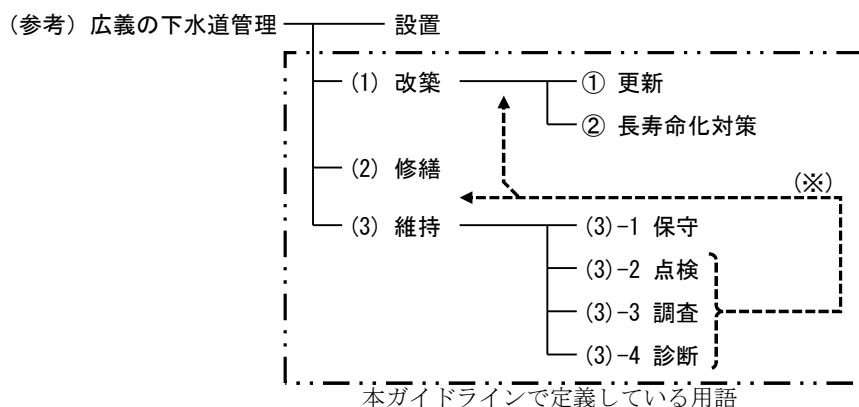 （参考）広義の下水道管理 設置
(1) 改築 ① 更新
② 長寿命化対策
(2) 修繕 (※)
(3) 維持 (3)-1 保守
(3)-2 点検
(3)-3 調査
(3)-4 診断
本ガイドラインで定義している用語